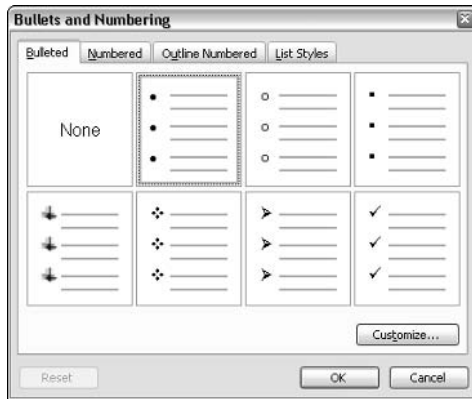 Bullets and Numbering
Bulleted Numbered Outline Numbered List Styles
None
Customize...
Reset OK Cancel